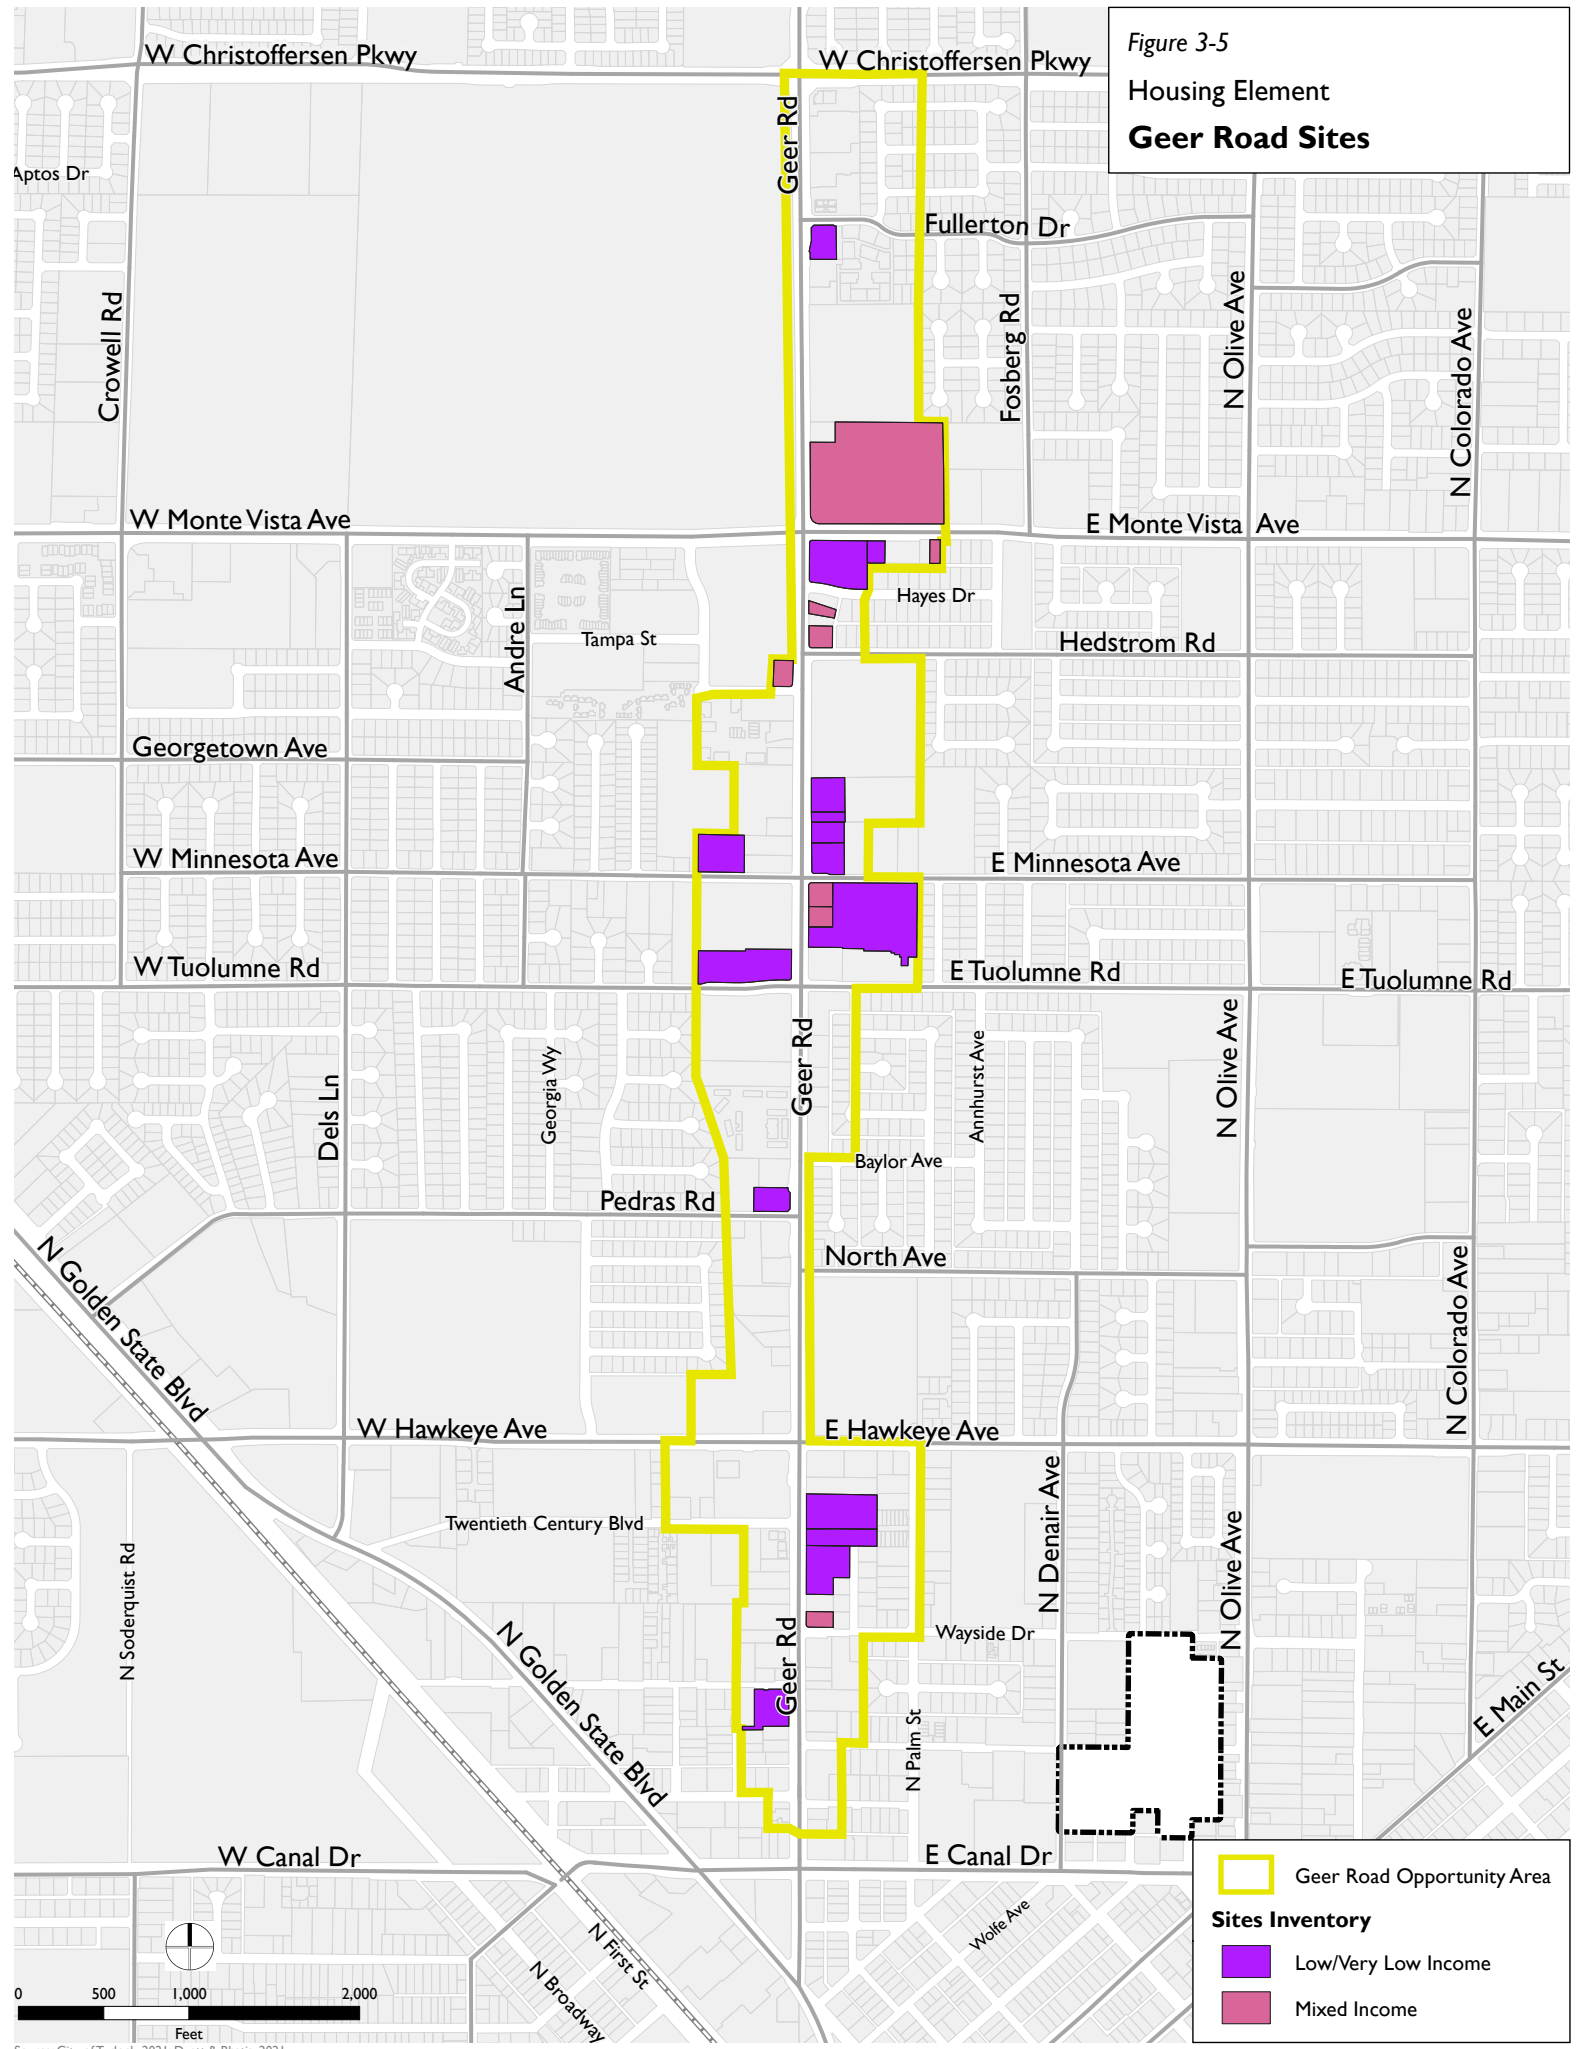 W Christoffersen Pkwy
W Christoffersen Pkwy
Figure 3-5
Housing Element
Geer Road Sites
Geer Rd
Aptos Dr
Fullerton Dr
Crowell Rd
Fosberg Rd
N Olive Ave
N Colorado Ave
W Monte Vista Ave
E Monte Vista Ave
Hayes Dr
Andre Ln
Tampa St
Hedstrom Rd
Georgetown Ave
W Minnesota Ave
E Minnesota Ave
W Tuolumne Rd
E Tuolumne Rd
E Tuolumne Rd
Geer Rd
Georgia Wy
Annhurst Ave
N Olive Ave
Dels Ln
Baylor Ave
Pedras Rd
North Ave
N Golden State Blvd
N Colorado Ave
W Hawkeye Ave
E Hawkeye Ave
Twentieth Century Blvd
N Denair Ave
N Olive Ave
N Soderquist Rd
Geer Rd
Wayside Dr
N Golden State Blvd
E Main St
N Palm St
W Canal Dr
E Canal Dr
Geer Road Opportunity Area
Sites Inventory
Low/Very Low Income
Mixed Income
Wolfe Ave
N First St
N Broadway
0 500 1,000 2,000
Feet